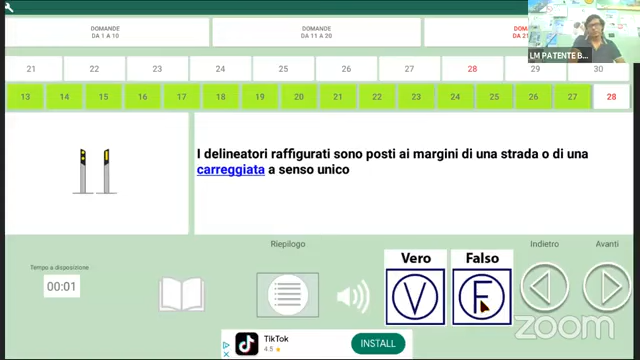 DOMANDE
DA 1 A 10
DOMANDE
DA 11 A 20
DOMANDE
DA 21
LM PATENTE B...
21 22 23 24 25 26 27 28 29 30
13 14 15 16 17 18 19 20 21 22 23 24 25 26 27 28
I delineatori raffigurati sono posti ai margini di una strada o di una
carreggiata a senso unico
Riepilogo
Indietro
Avanti
Tempo a disposizione
00:01
Vero
Falso
V
F
zoom
TikTok
4.5
INSTALL